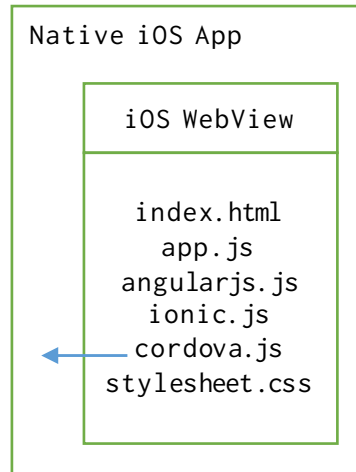 Native iOS App
iOS WebView
index.html
app.js
angularjs.js
ionic.js
cordova.js
stylesheet.css